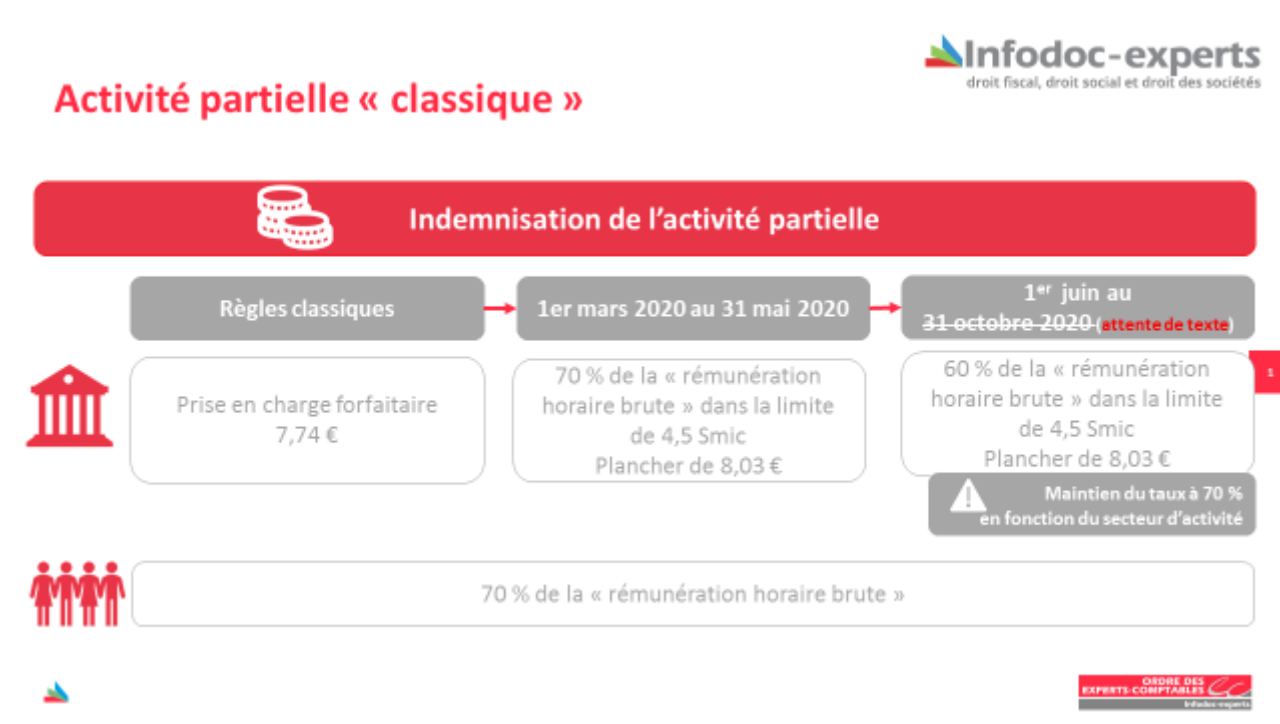 Infodoc-experts
droit fiscal, droit social et droit des sociétés
Activité partielle « classique »
Indemnisation de l'activité partielle
Règles classiques
1er mars 2020 au 31 mai 2020
1er juin au
31 octobre 2020 (attente de texte)
Prise en charge forfaitaire
7,74 €
70 % de la « rémunération
horaire brute » dans la limite
de 4,5 Smic
Plancher de 8,03 €
60 % de la « rémunération
horaire brute » dans la limite
de 4,5 Smic
Plancher de 8,03 €
1
Maintien du taux à 70 %
en fonction du secteur d'activité
70 % de la « rémunération horaire brute »
ORDRE DES
EXPERTS-COMPTABLES
Infodoc-experts